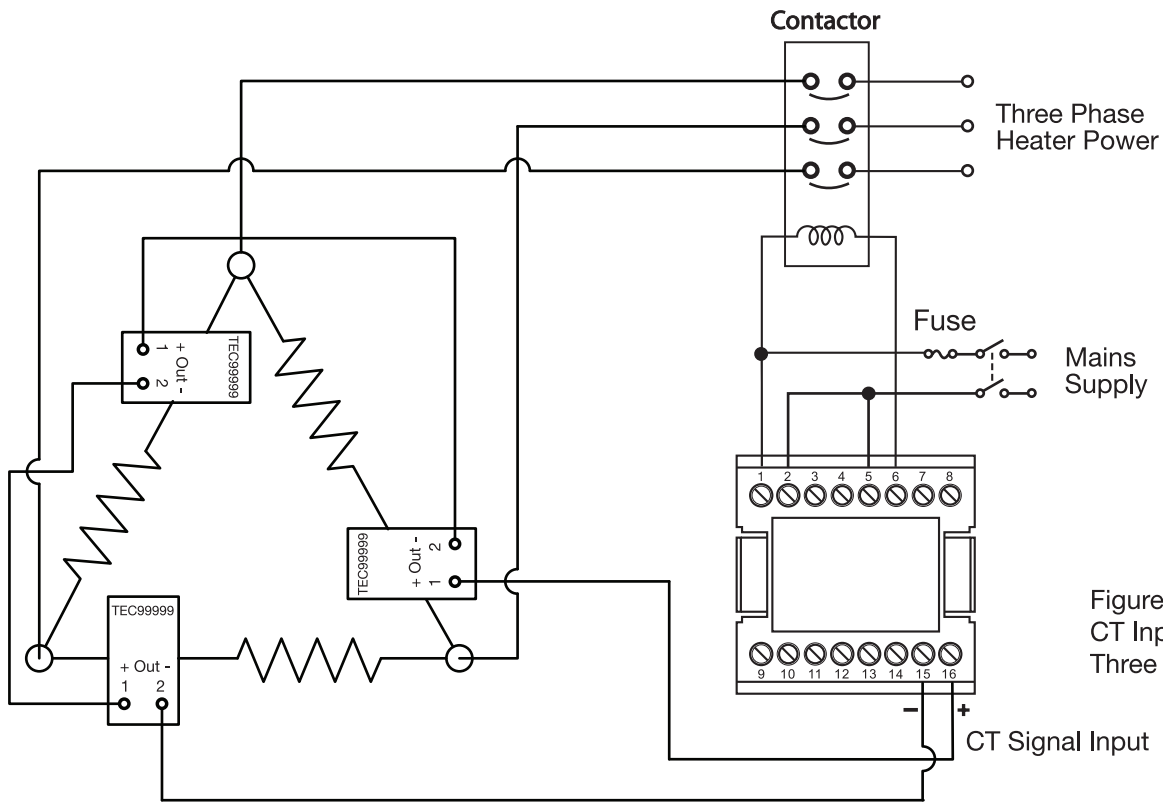 Contactor
Three Phase
Heater Power
Fuse
Mains
Supply
TEC99999
+ Out -
1
2
TEC99999
+ Out -
1
2
TEC99999
+ Out -
1 2
1 2 3 4 5 6 7 8
9 10 11 12 13 14 15 16
− +
CT Signal Input
Figure
CT Inp
Three